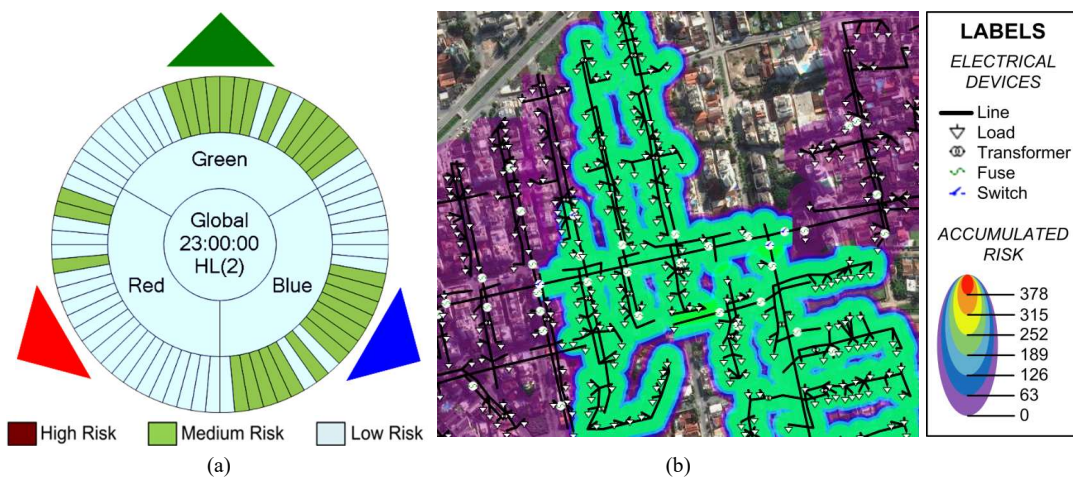 Green
Global
23:00:00
HL(2)
Red
Blue
High Risk
Medium Risk
Low Risk
(a)
(b)
LABELS
ELECTRICAL
DEVICES
Line
Load
Transformer
Fuse
Switch
ACCUMULATED
RISK
378
315
252
189
126
63
0